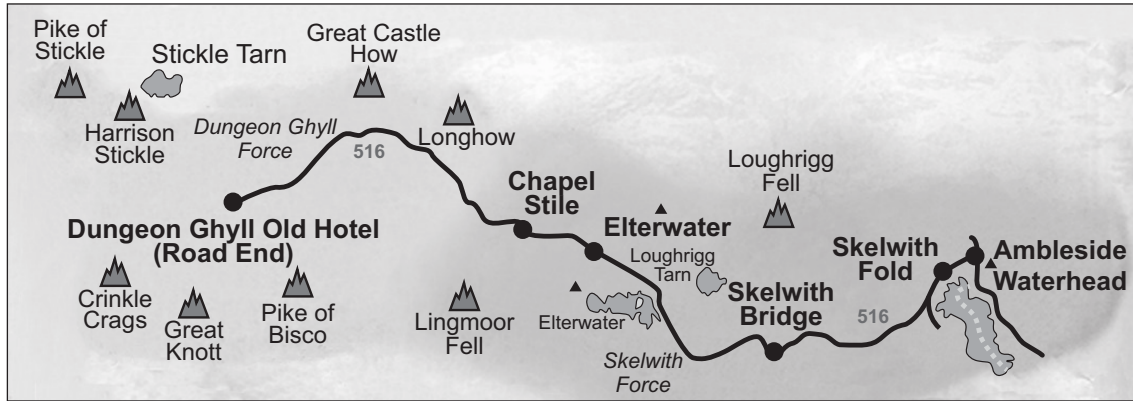 Pike of
Stickle
Stickle Tarn
Great Castle
How
Harrison
Stickle
Dungeon Ghyll
Force
516
Longhow
Loughrigg
Fell
Chapel
Stile
Elterwater
Dungeon Ghyll Old Hotel
(Road End)
Loughrigg
Tarn
Skelwith
Fold
Ambleside
Waterhead
Crinkle
Crags
Great
Knott
Pike of
Bisco
Lingmoor
Fell
Elterwater
Skelwith
Bridge
516
Skelwith
Force